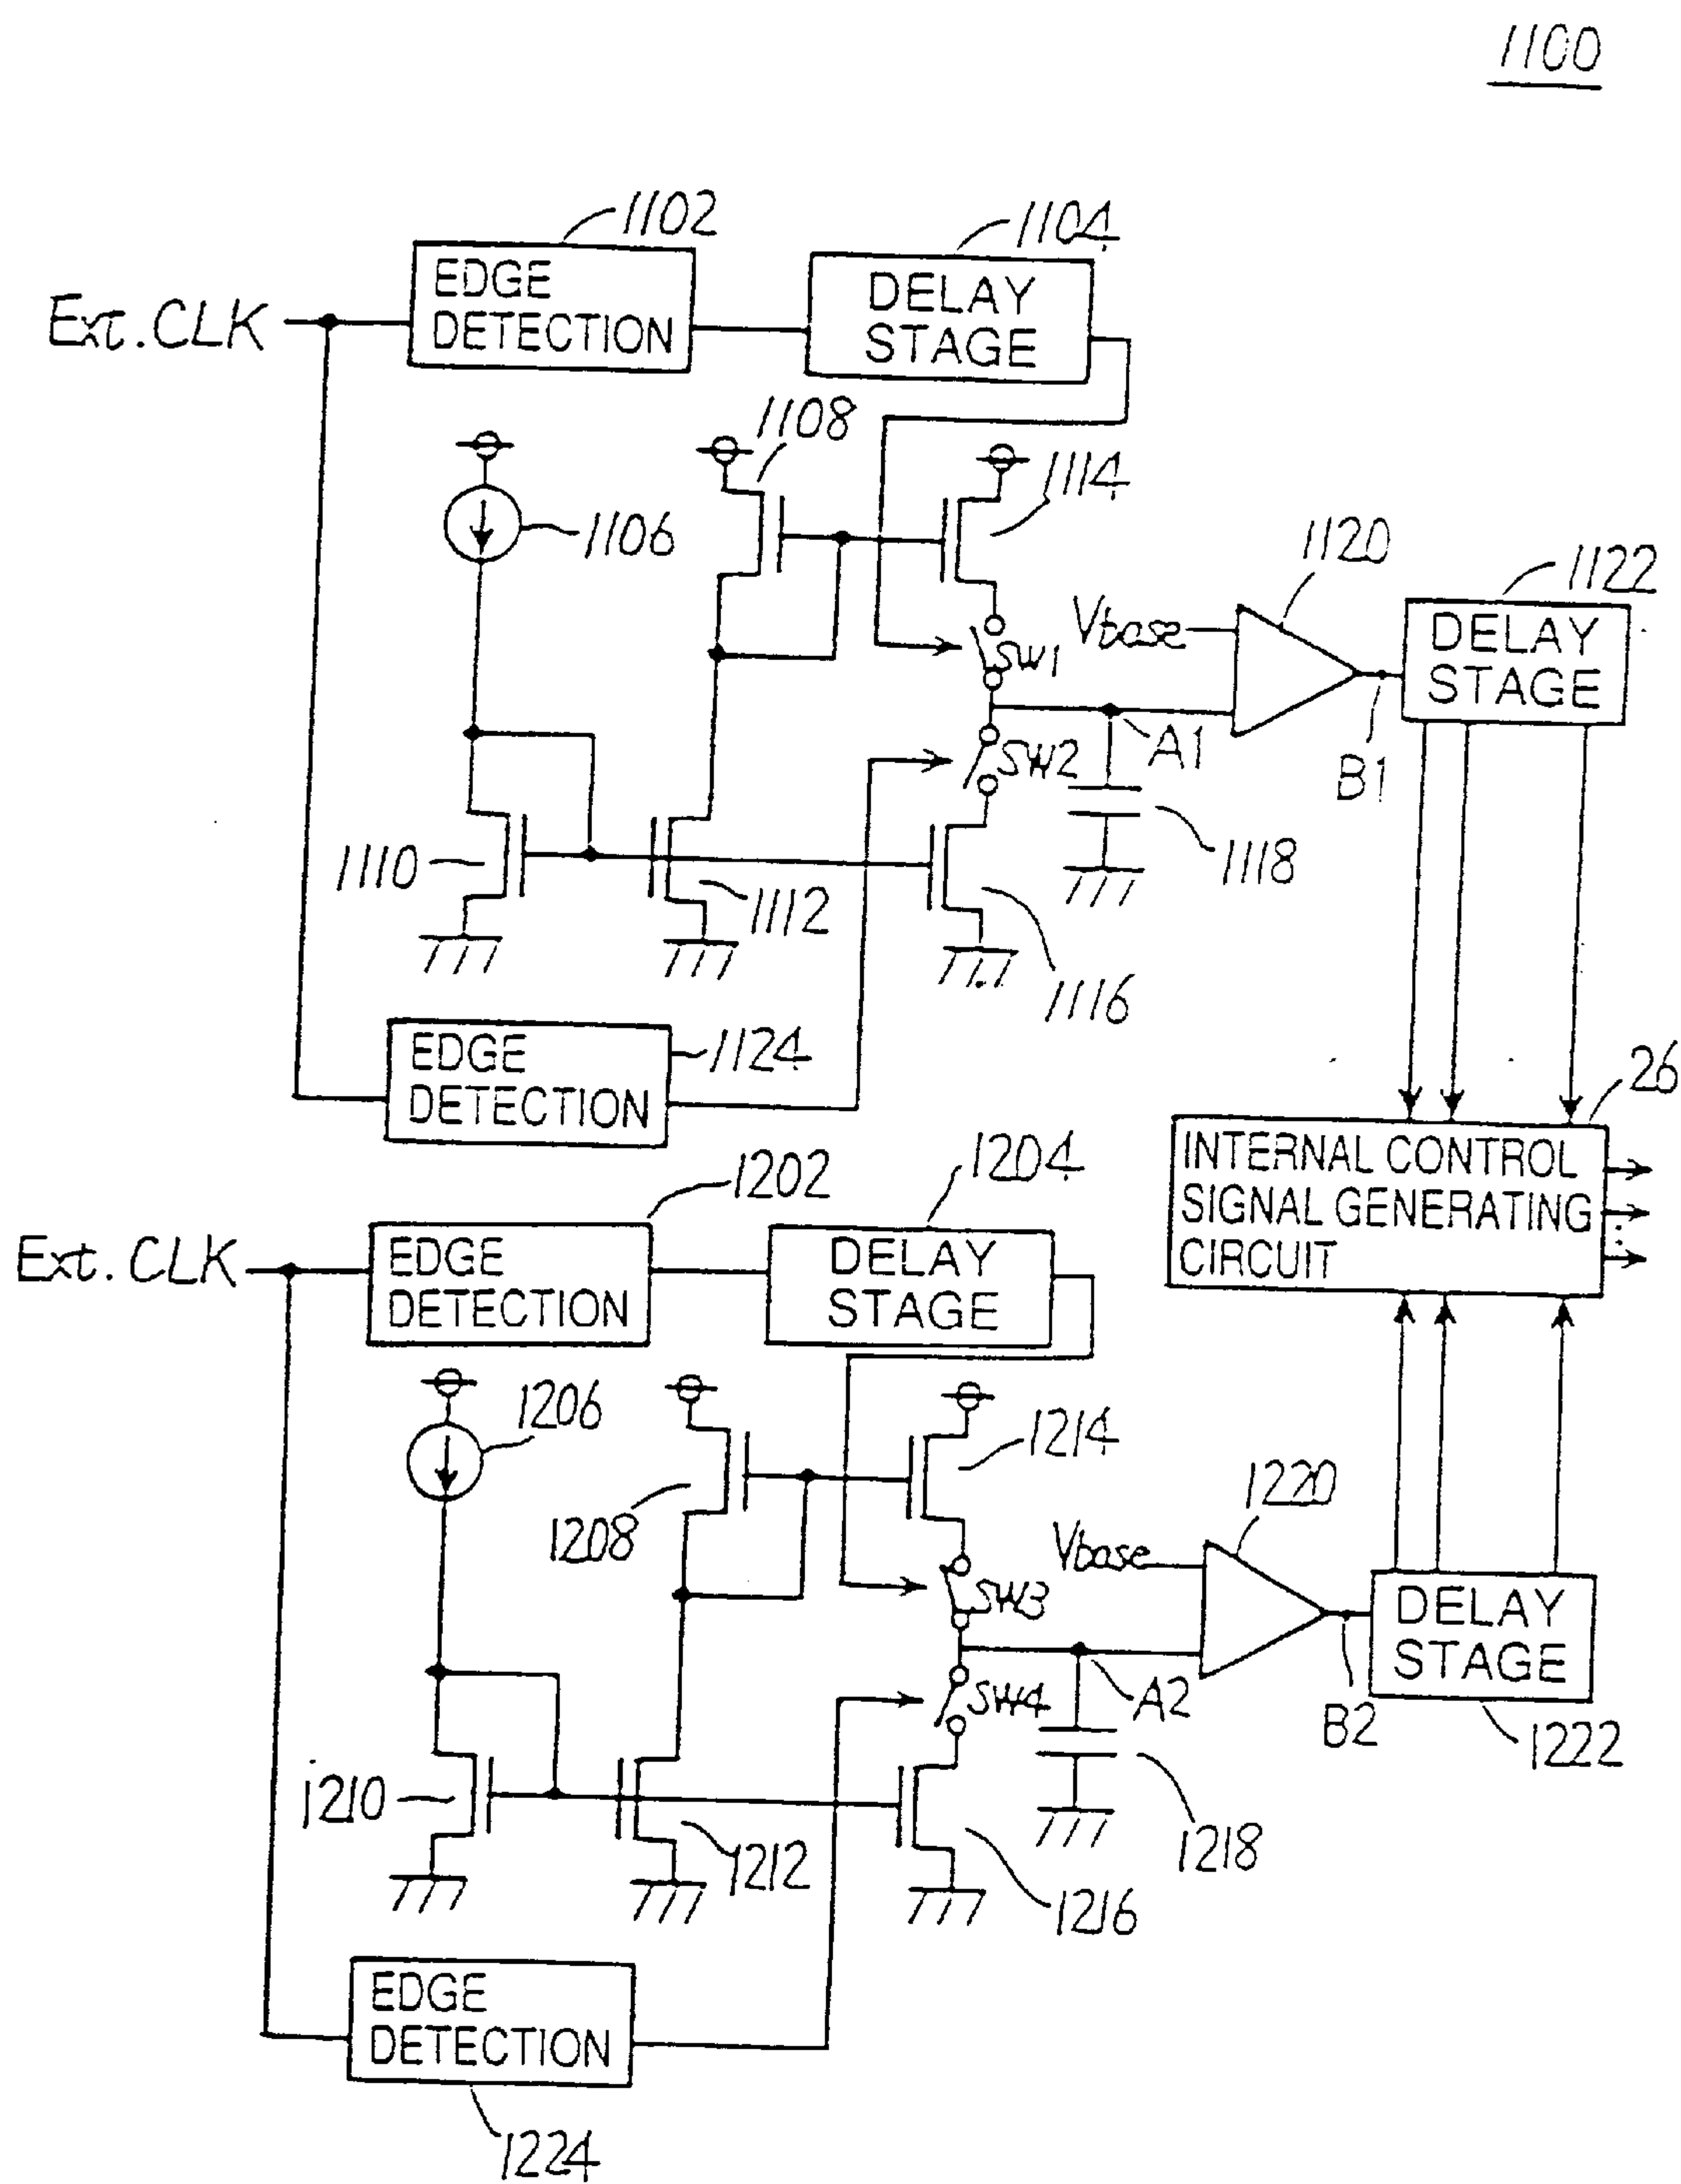 1100
1102
1104
EDGE
DETECTION
DELAY
STAGE
Ext.CLK
1108
1114
1106
1120
1122
Vbase
DELAY
STAGE
SW1
A1
SW2
B1
1110
1112
1118
1116
EDGE
DETECTION
1124
26
INTERNAL CONTROL
SIGNAL GENERATING
CIRCUIT
1202
1204
Ext.CLK
EDGE
DETECTION
DELAY
STAGE
1206
1214
1208
1220
Vbase
SW3
DELAY
STAGE
SW4
A2
B2
1222
1210
1212
1218
1216
EDGE
DETECTION
1224